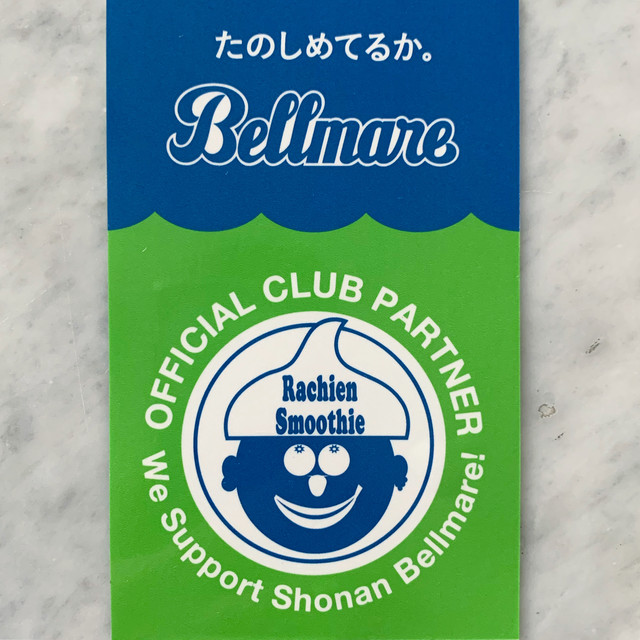 たのしめてるか。
Bellmare
OFFICIAL CLUB PARTNER
Rachien
Smoothie
We Support Shonan Bellmare!